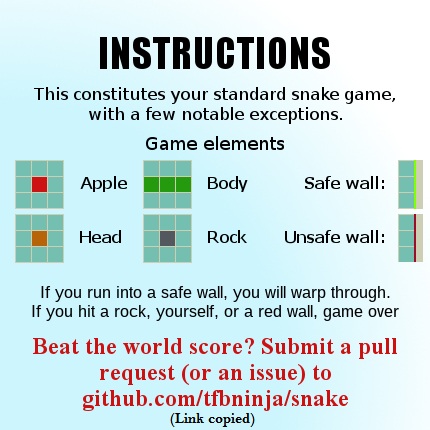 INSTRUCTIONS
This constitutes your standard snake game,
with a few notable exceptions.
Game elements
Apple Body Safe wall:
Head Rock Unsafe wall:
If you run into a safe wall, you will warp through.
If you hit a rock, yourself, or a red wall, game over
Beat the world score? Submit a pull
request (or an issue) to
github.com/tfbninja/snake
(Link copied)